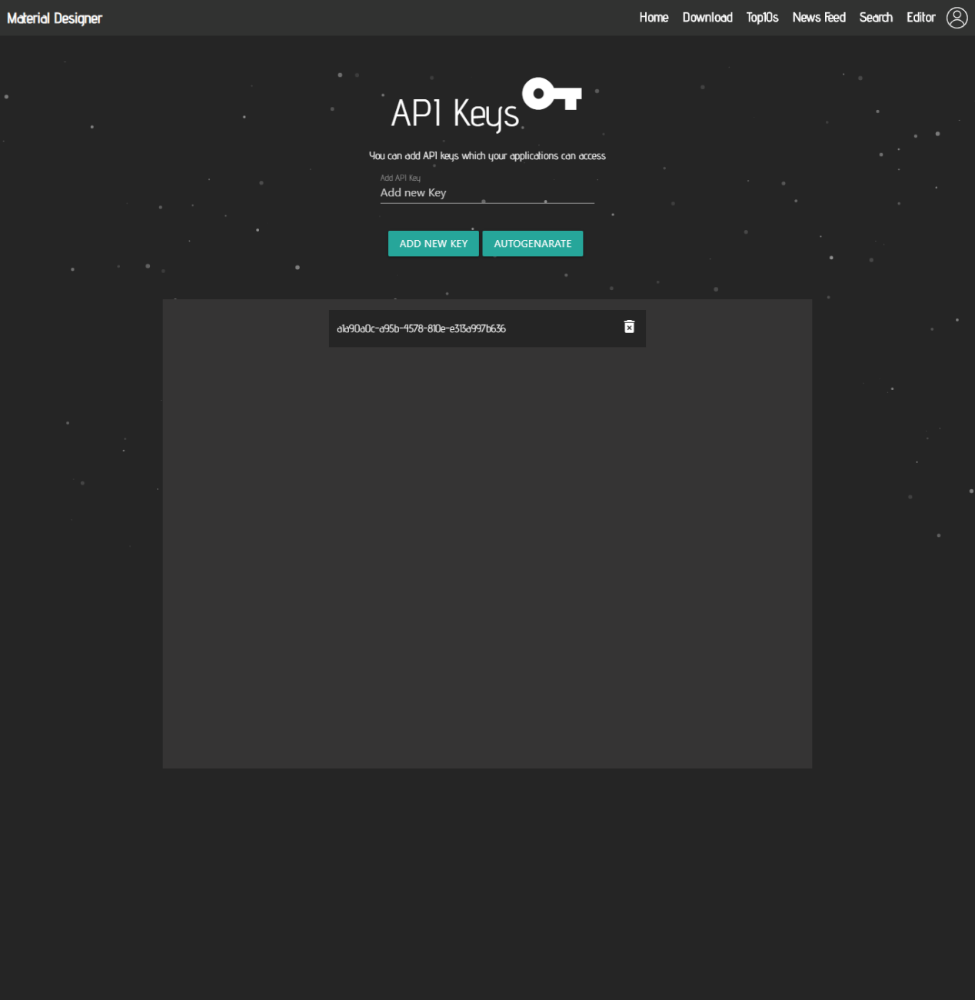 Material Designer
Home Download Top10s News Feed Search Editor
API Keys
You can add API keys which your applications can access
Add API Key
Add new Key
ADD NEW KEY AUTOGENARATE
a1a90a0c-a95b-4578-810e-e313a997b636